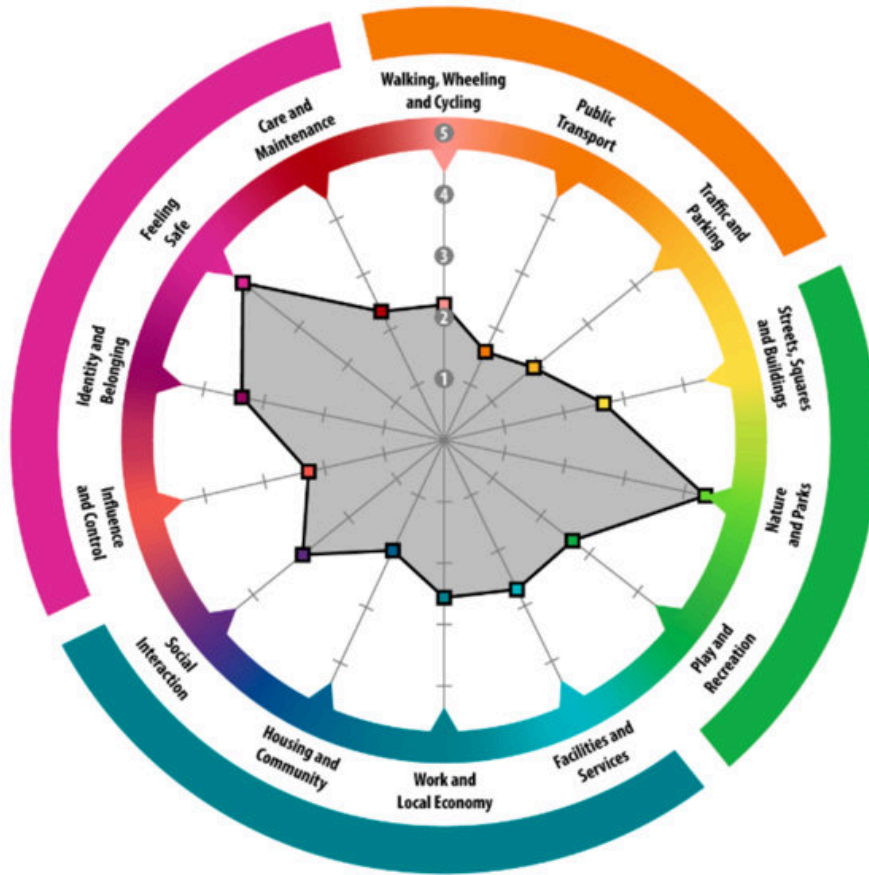 Walking, Wheeling
and Cycling
Public
Transport
Traffic and
Parking
Streets, Squares
and Buildings
Nature
and Parks
Play and
Recreation
Facilities and
Services
Work and
Local Economy
Housing and
Community
Social
Interaction
Influence
and Control
Identity and
Belonging
Feeling
Safe
Care and
Maintenance
5
4
3
2
1